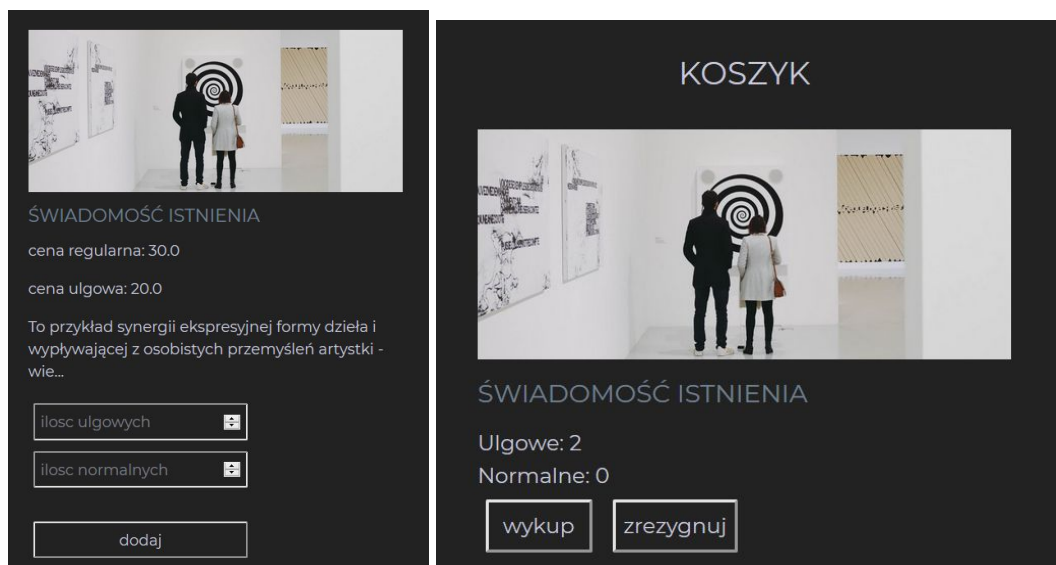 ŚWIADOMOŚĆ ISTNIENIA
cena regularna: 30.0
cena ulgowa: 20.0
To przykład synergii ekspresyjnej formy dzieła i
wypływającej z osobistych przemyśleń artystki -
wie...
ilosc ulgowych
ilosc normalnych
dodaj
KOSZYK
ŚWIADOMOŚĆ ISTNIENIA
Ulgowe: 2
Normalne: 0
wykup
zrezygnuj